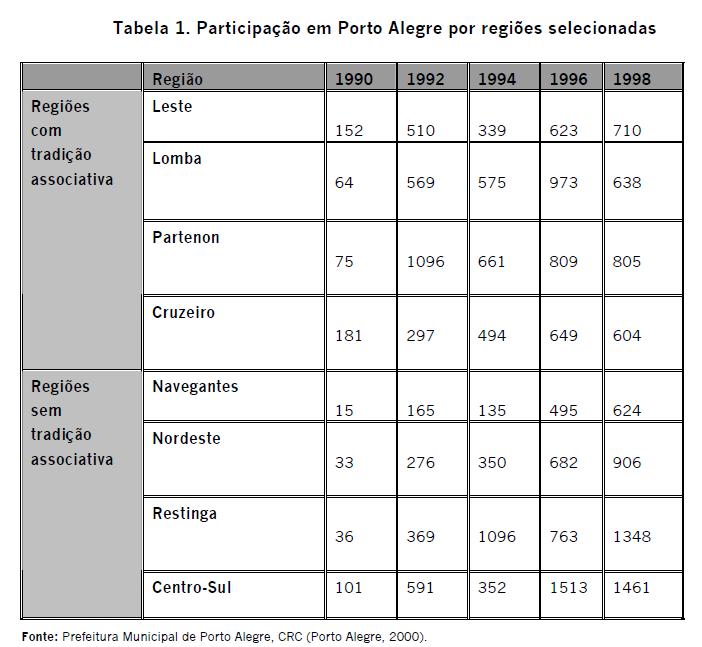 Tabela 1. Participação em Porto Alegre por regiões selecionadas
Região 1990 1992 1994 1996 1998
Regiões com tradição associativa
Leste 152 510 339 623 710
Lomba 64 569 575 973 638
Partenon 75 1096 661 809 805
Cruzeiro 181 297 494 649 604
Regiões sem tradição associativa
Navegantes 15 165 135 495 624
Nordeste 33 276 350 682 906
Restinga 36 369 1096 763 1348
Centro-Sul 101 591 352 1513 1461
Fonte: Prefeitura Municipal de Porto Alegre, CRC (Porto Alegre, 2000).